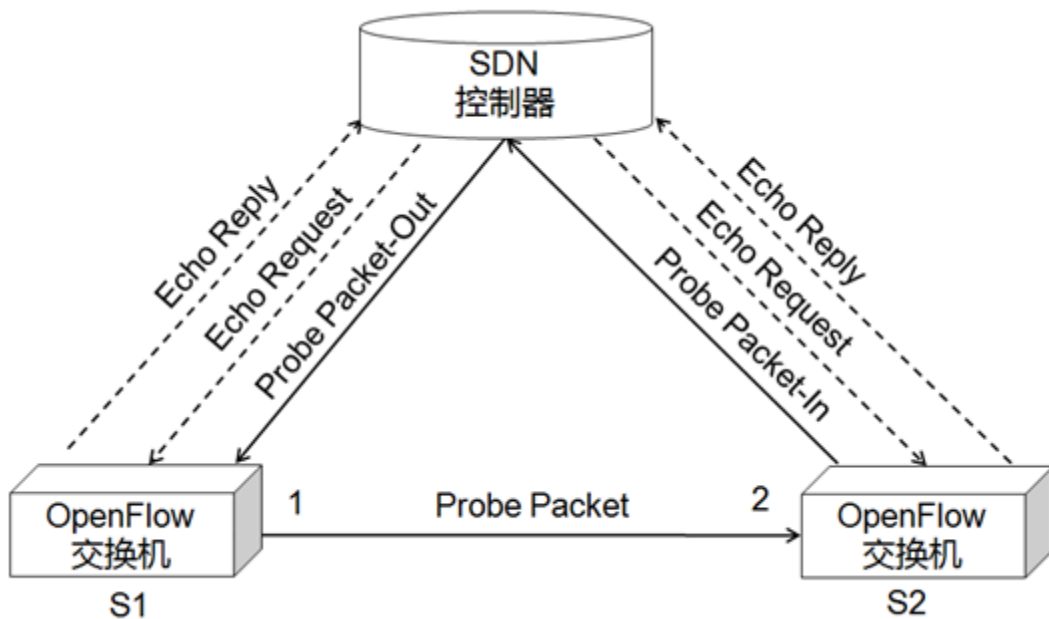 SDN
控制器
Echo Reply
Echo Request
Probe Packet-Out
Echo Reply
Echo Request
Probe Packet-In
OpenFlow
交换机
1
Probe Packet
2
OpenFlow
交换机
S1
S2